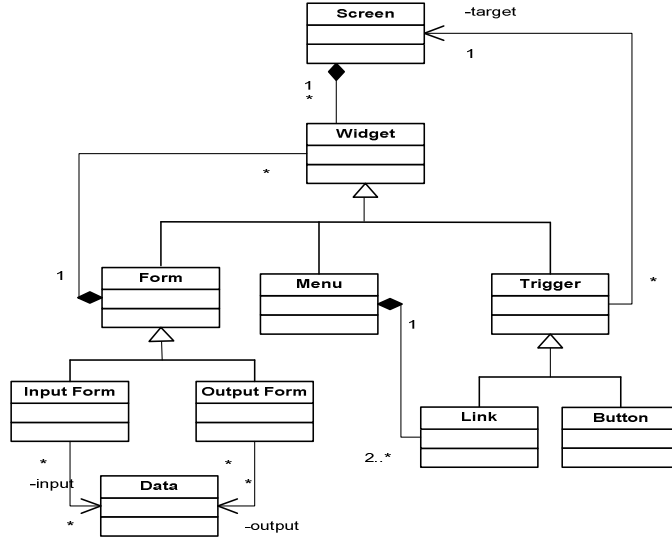 Screen
-target
1
1
*
Widget
*
1
Form
Menu
Trigger
*
1
Input Form
Output Form
Link
Button
2..*
*
*
-input
*
Data
*
-output